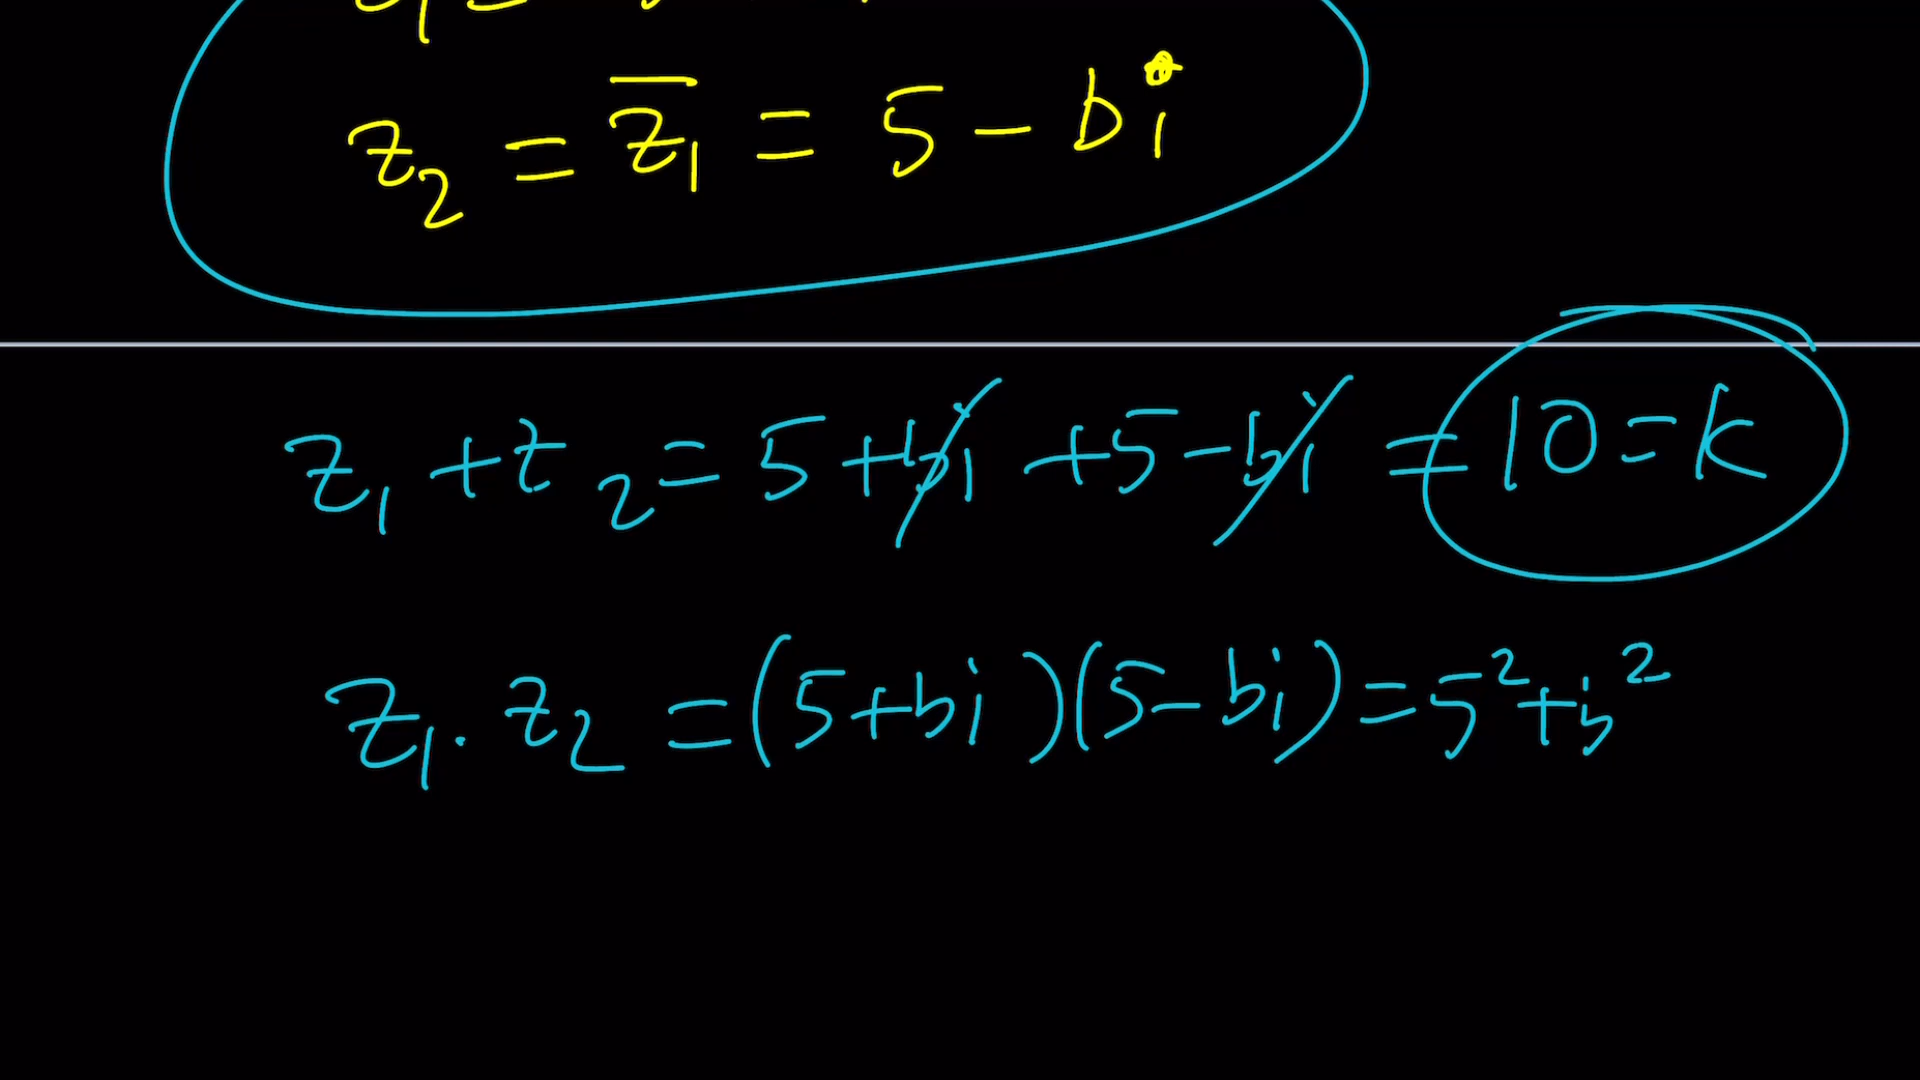 z₂ = z̅₁ = 5 - bi
z₁ + z₂ = 5 + bi + 5 - bi = 10 = k
z₁ · z₂ = (5 + bi)(5 - bi) = 5² + b²